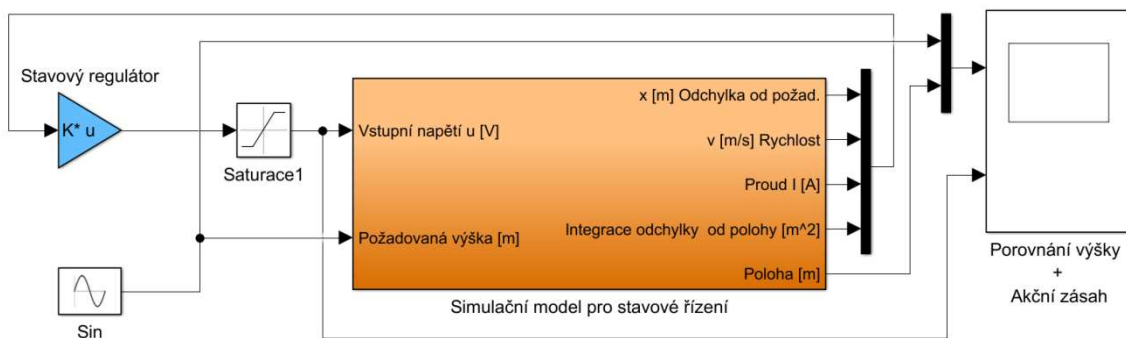 Stavový regulátor
K* u
Saturace1
Sin
Vstupní napětí u [V]
Požadovaná výška [m]
x [m] Odchylka od požad.
v [m/s] Rychlost
Proud I [A]
Integrace odchylky  od polohy [m^2]
Poloha [m]
Simulační model pro stavové řízení
Porovnání výšky
+
Akční zásah